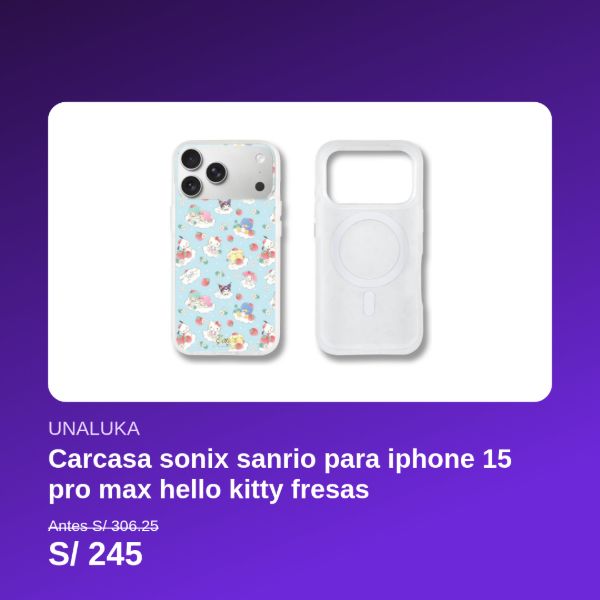 UNALUKA
Carcasa sonix sanrio para iphone 15
pro max hello kitty fresas
Antes S/ 306.25
S/ 245